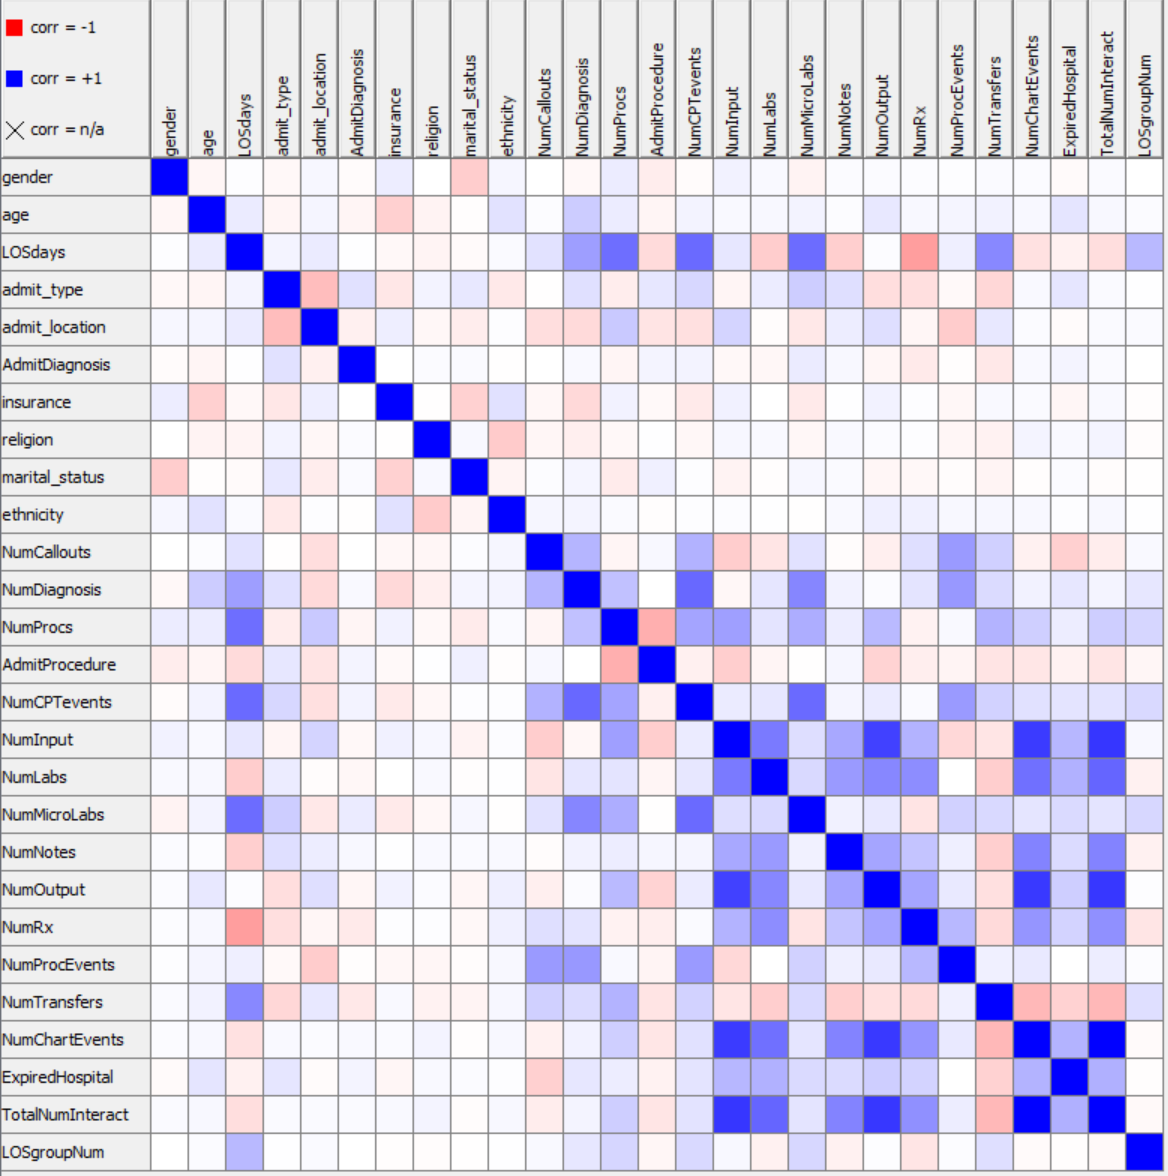 corr = -1
corr = +1
corr = n/a
gender
age
LOSdays
admit_type
admit_location
AdmitDiagnosis
insurance
religion
marital_status
ethnicity
NumCallouts
NumDiagnosis
NumProcs
AdmitProcedure
NumCPTevents
NumInput
NumLabs
NumMicroLabs
NumNotes
NumOutput
NumRx
NumProcEvents
NumTransfers
NumChartEvents
ExpiredHospital
TotalNumInteract
LOSgroupNum
gender
age
LOSdays
admit_type
admit_location
AdmitDiagnosis
insurance
religion
marital_status
ethnicity
NumCallouts
NumDiagnosis
NumProcs
AdmitProcedure
NumCPTevents
NumInput
NumLabs
NumMicroLabs
NumNotes
NumOutput
NumRx
NumProcEvents
NumTransfers
NumChartEvents
ExpiredHospital
TotalNumInteract
LOSgroupNum